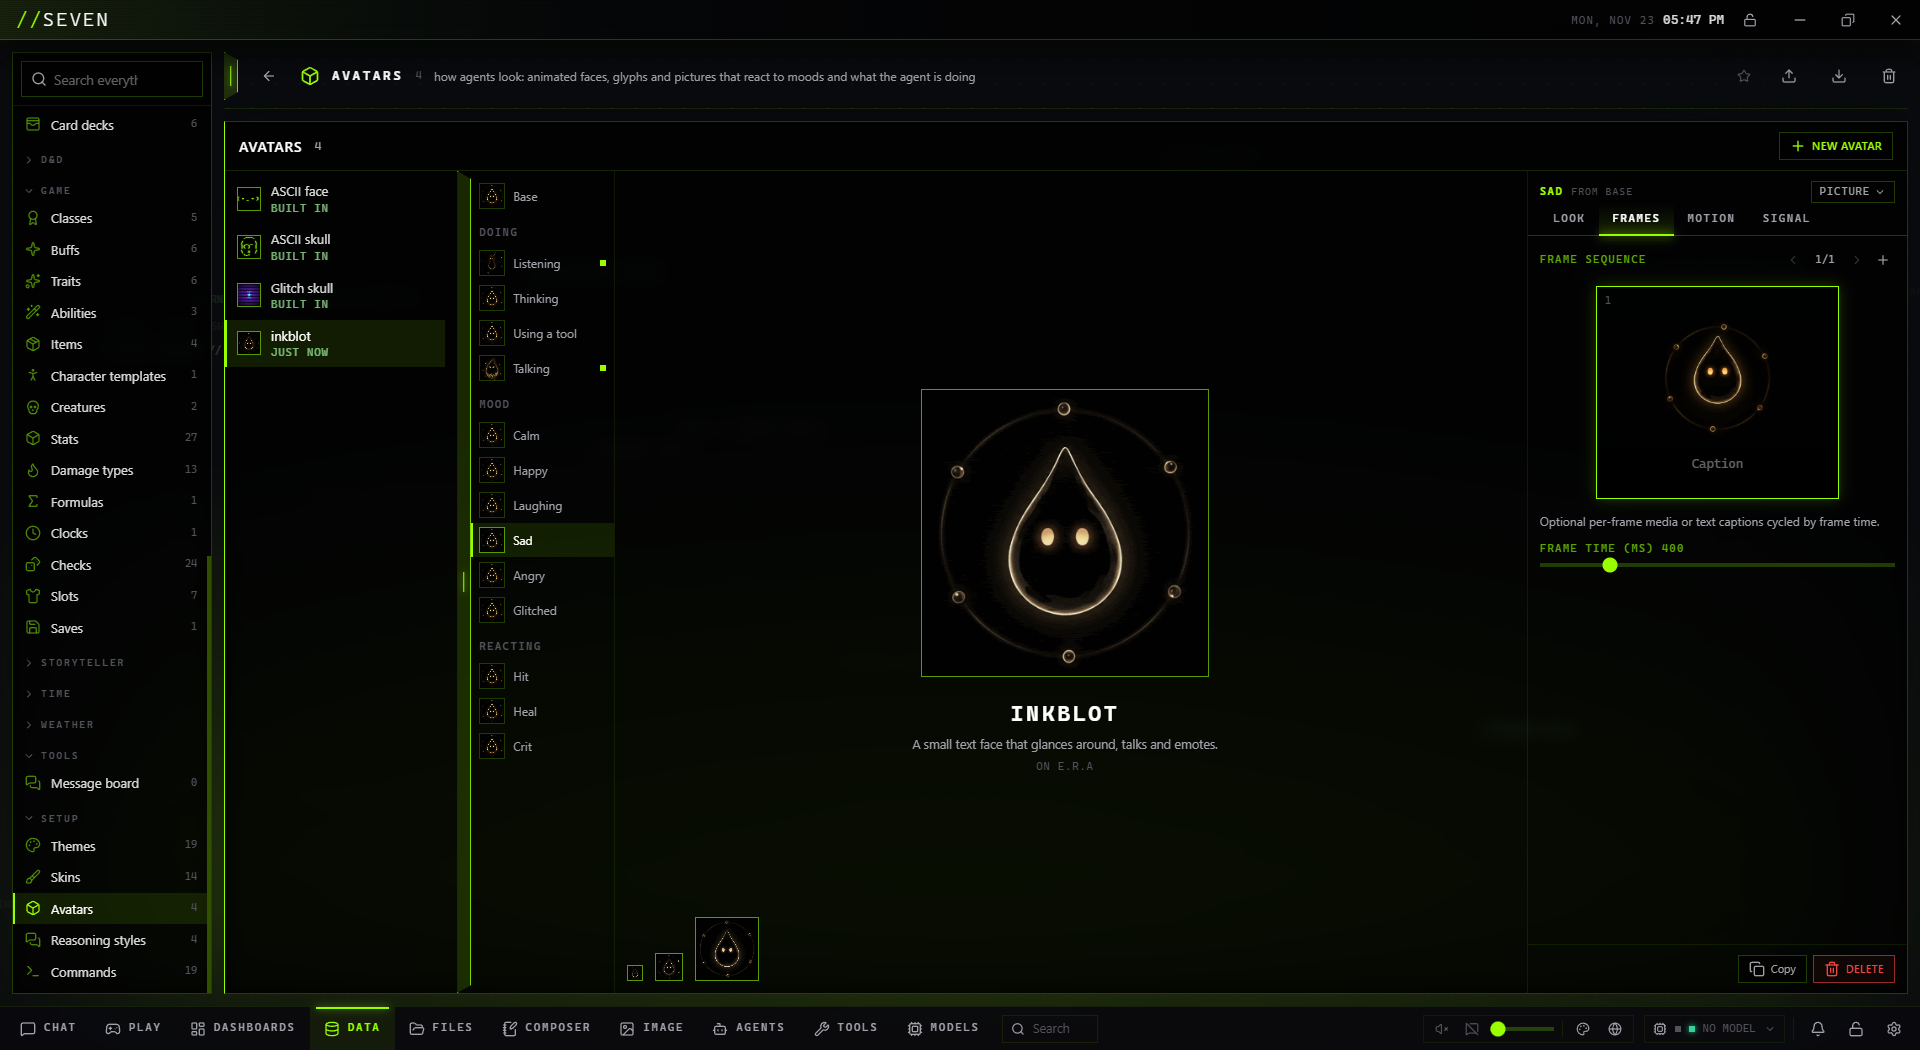 //SEVEN
MON, NOV 23 05:47 PM
Search everytl
Card decks 6
D&D
GAME
Classes 5
Buffs 6
Traits 6
Abilities 3
Items 4
Character templates 1
Creatures 2
Stats 27
Damage types 13
Formulas 1
Clocks 1
Checks 24
Slots 7
Saves 1
STORYTELLER
TIME
WEATHER
TOOLS
Message board 0
SETUP
Themes 19
Skins 14
Avatars 4
Reasoning styles 4
Commands 19
AVATARS 4 how agents look: animated faces, glyphs and pictures that react to moods and what the agent is doing
AVATARS 4
NEW AVATAR
ASCII face
BUILT IN
ASCII skull
BUILT IN
Glitch skull
BUILT IN
inkblot
JUST NOW
Base
DOING
Listening
Thinking
Using a tool
Talking
MOOD
Calm
Happy
Laughing
Sad
Angry
Glitched
REACTING
Hit
Heal
Crit
INKBLOT
A small text face that glances around, talks and emotes.
ON E.R.A
SAD FROM BASE
PICTURE
LOOK FRAMES MOTION SIGNAL
FRAME SEQUENCE 1/1
1
Caption
Optional per-frame media or text captions cycled by frame time.
FRAME TIME (MS) 400
Copy
DELETE
CHAT PLAY DASHBOARDS DATA FILES COMPOSER IMAGE AGENTS TOOLS MODELS
Search
NO MODEL